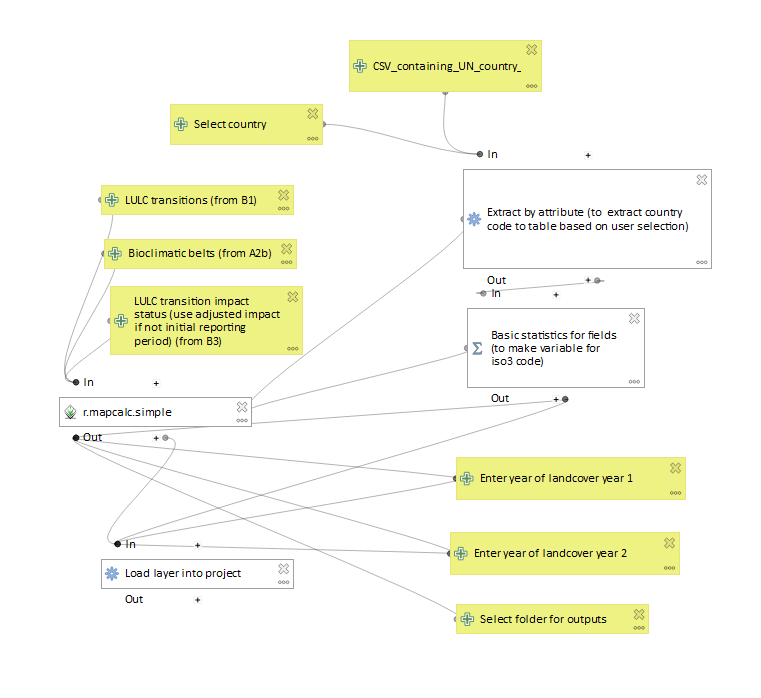 CSV_containing_UN_country_
Select country
In
LULC transitions (from B1)
Extract by attribute (to extract country
code to table based on user selection)
Bioclimatic belts (from A2b)
Out
In
LULC transition impact
status (use adjusted impact
if not initial reporting
period) (from B3)
Basic statistics for fields
(to make variable for
iso3 code)
In
Out
r.mapcalc.simple
Out
Enter year of landcover year 1
In
Enter year of landcover year 2
Load layer into project
Out
Select folder for outputs